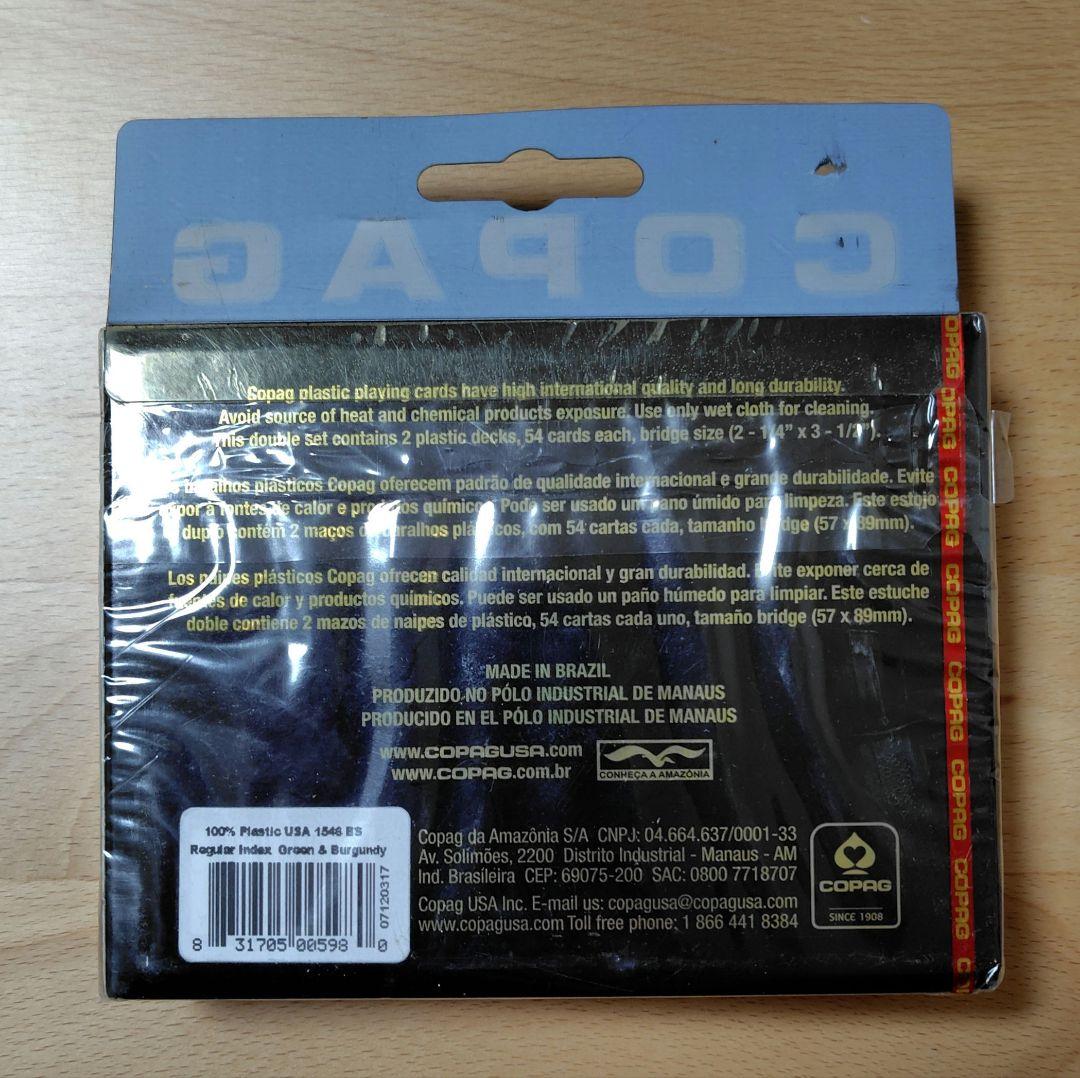 COPAG
Copag plastic playing cards have high international quality and long durability.
Avoid source of heat and chemical products exposure. Use only wet cloth for cleaning.
This double set contains 2 plastic decks, 54 cards each, bridge size (2 - 1/4" x 3 - 1/2").
plásticos Copag oferecem padrão de qualidade internacional e grande durabilidade. Evite
expor a fontes de calor e produtos químicos. Pode ser usado um pano úmido para limpeza. Este estojo
duplo contém 2 maços de baralhos plásticos, com 54 cartas cada, tamanho bridge (57 x 89mm).
Los naipes plásticos Copag ofrecen calidad internacional y gran durabilidad. Evite exponer cerca de
fuentes de calor y productos químicos. Puede ser usado un paño húmedo para limpiar. Este estuche
doble contiene 2 mazos de naipes de plástico, 54 cartas cada uno, tamaño bridge (57 x 89mm).
MADE IN BRAZIL
PRODUZIDO NO PÓLO INDUSTRIAL DE MANAUS
PRODUCIDO EN EL PÓLO INDUSTRIAL DE MANAUS
www.COPAGUSA.com
www.COPAG.com.br
CONHEÇA A AMAZÔNIA
100% Plastic USA 1546 ES
Regular Index Green & Burgundy
8 31705 00598 0
07120317
Copag da Amazônia S/A CNPJ: 04.664.637/0001-33
Av. Solimões, 2200 Distrito Industrial - Manaus - AM
Ind. Brasileira CEP: 69075-200 SAC: 0800 7718707
Copag USA Inc. E-mail us: copagusa@copagusa.com
www.copagusa.com Toll free phone: 1 866 441 8384
COPAG
SINCE 1908
OPAG COPAG COPAG COPAG COPAG COPAG COPAG C